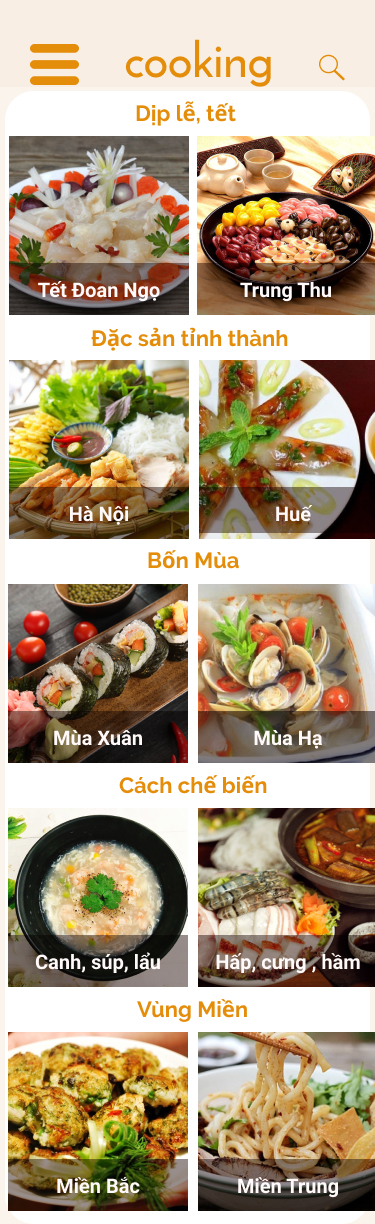 cooking
Dịp lễ, tết
Tết Đoan Ngọ
Trung Thu
Đặc sản tỉnh thành
Hà Nội
Huế
Bốn Mùa
Mùa Xuân
Mùa Hạ
Cách chế biến
Canh, súp, lẩu
Hấp, cưng , hầm
Vùng Miền
Miền Bắc
Miền Trung